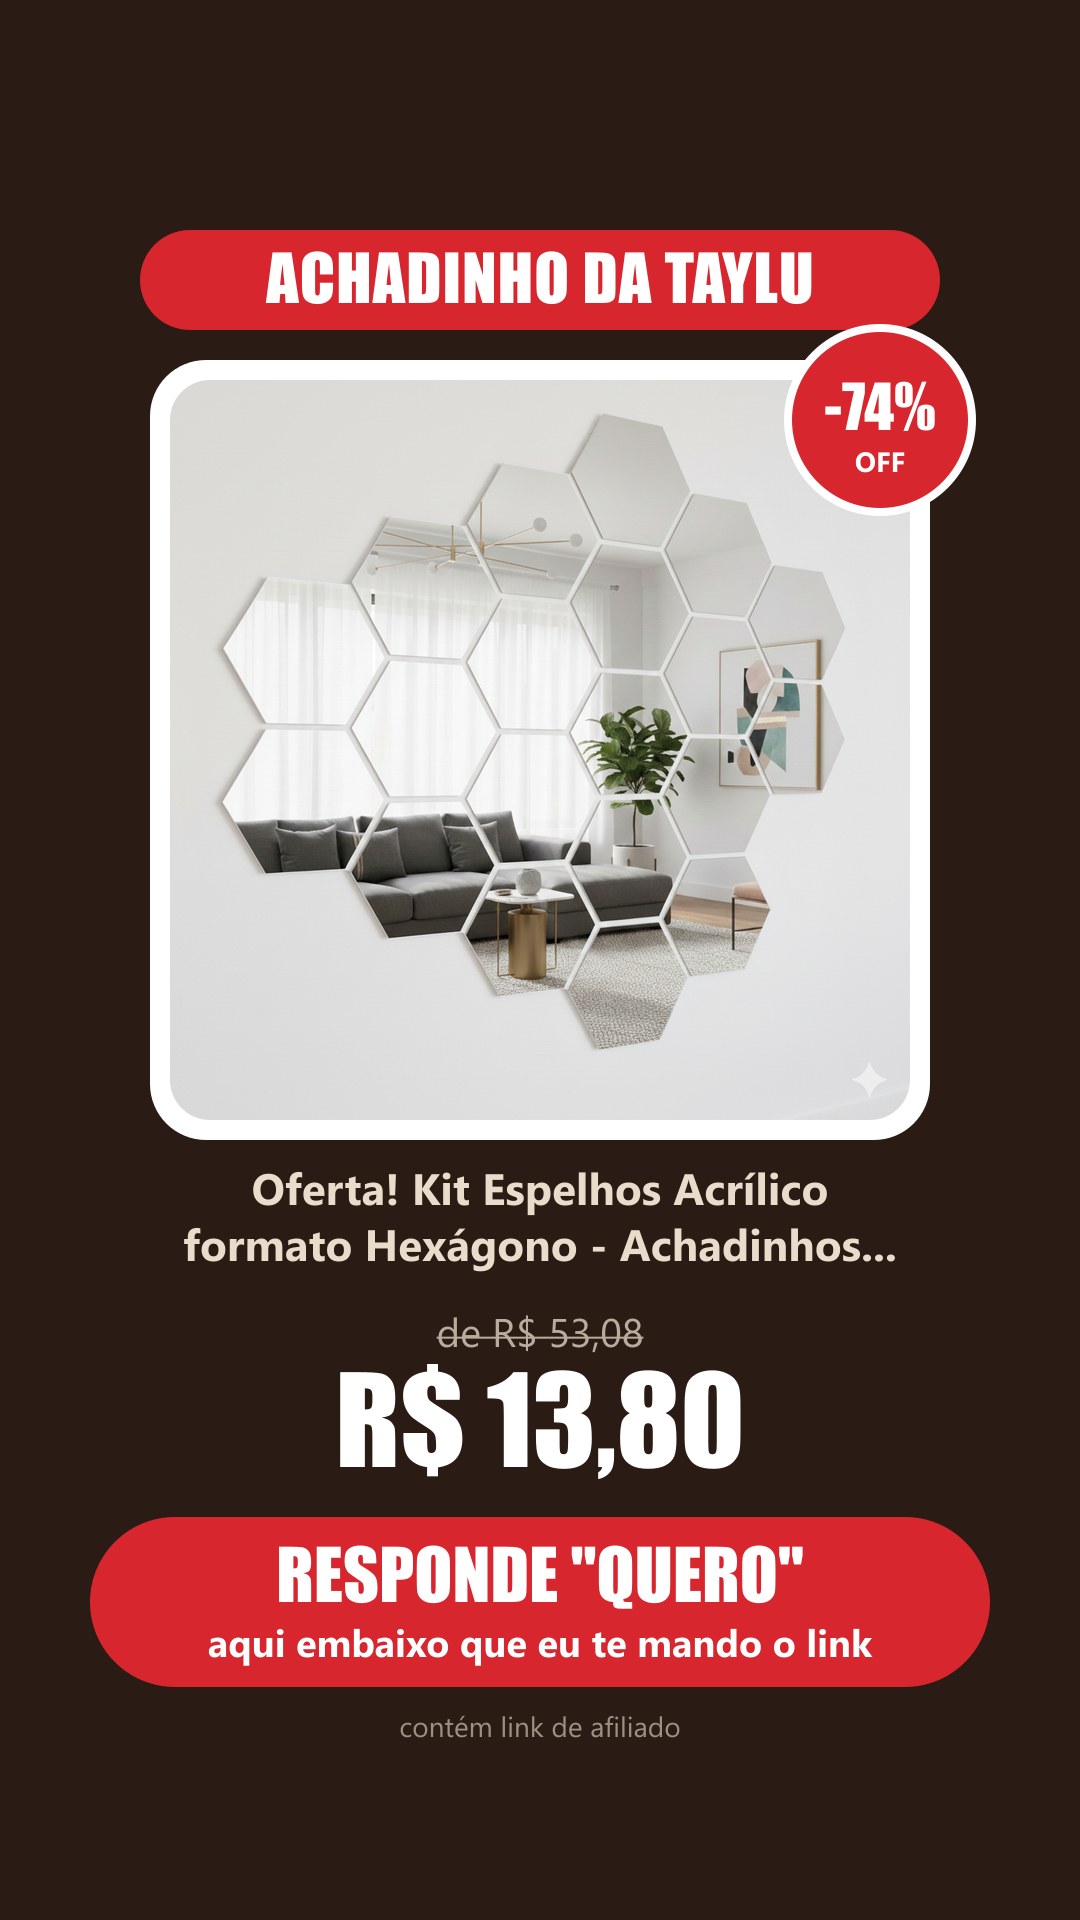 ACHADINHO DA TAYLU
-74%
OFF
Oferta! Kit Espelhos Acrílico
formato Hexágono - Achadinhos...
de R$ 53,08
R$ 13,80
RESPONDE "QUERO"
aqui embaixo que eu te mando o link
contém link de afiliado